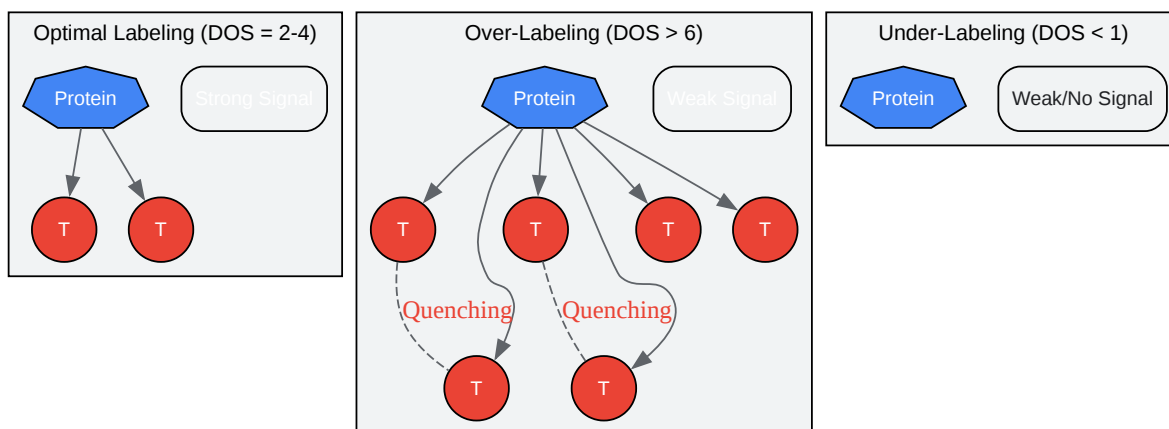 Optimal Labeling (DOS = 2-4)
Protein
Strong Signal
T
T
Over-Labeling (DOS > 6)
Protein
Weak Signal
T
T
T
T
Quenching
Quenching
T
T
Under-Labeling (DOS < 1)
Protein
Weak/No Signal